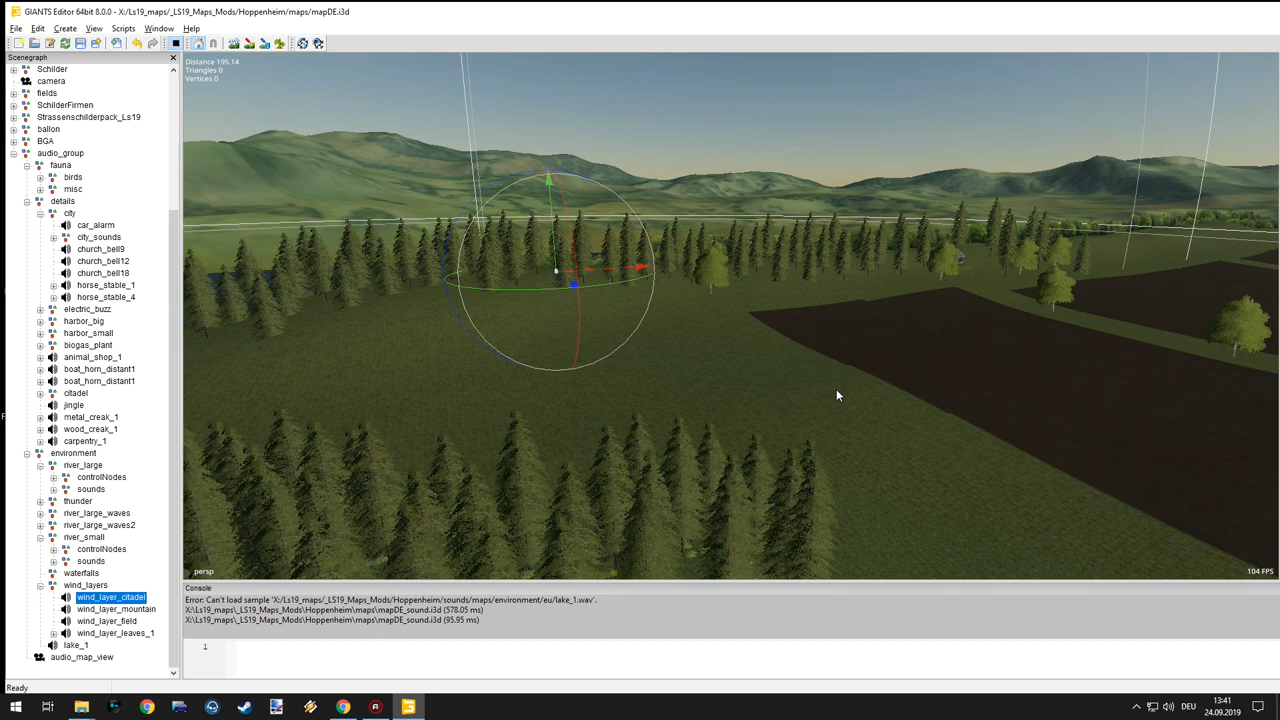 GIANTS Editor 64bit 8.0.0 - X:/Ls19_maps/_LS19_Maps_Mods/Hoppenheim/maps/mapDE.i3d
File Edit Create View Scripts Window Help
Scenegraph
Schilder
camera
fields
SchilderFirmen
Strassenschilderpack_Ls19
ballon
BGA
audio_group
fauna
birds
misc
details
city
car_alarm
city_sounds
church_bell9
church_bell12
church_bell18
horse_stable_1
horse_stable_4
electric_buzz
harbor_big
harbor_small
biogas_plant
animal_shop_1
boat_horn_distant1
boat_horn_distant1
citadel
jingle
metal_creak_1
wood_creak_1
carpentry_1
environment
river_large
controlNodes
sounds
thunder
river_large_waves
river_large_waves2
river_small
controlNodes
sounds
waterfalls
wind_layers
wind_layer_citadel
wind_layer_mountain
wind_layer_field
wind_layer_leaves_1
lake_1
audio_map_view
Distance 195.14
Triangles 0
Vertices 0
persp
104 FPS
Console
Error: Can't load sample 'X:/Ls19_maps/_LS19_Maps_Mods/Hoppenheim/sounds/maps/environment/eu/lake_1.wav'.
X:\Ls19_maps\_LS19_Maps_Mods\Hoppenheim\maps\mapDE_sound.i3d (578.05 ms)
X:\Ls19_maps\_LS19_Maps_Mods\Hoppenheim\maps\mapDE_sound.i3d (95.95 ms)
1
Ready
DEU
13:41
24.09.2019